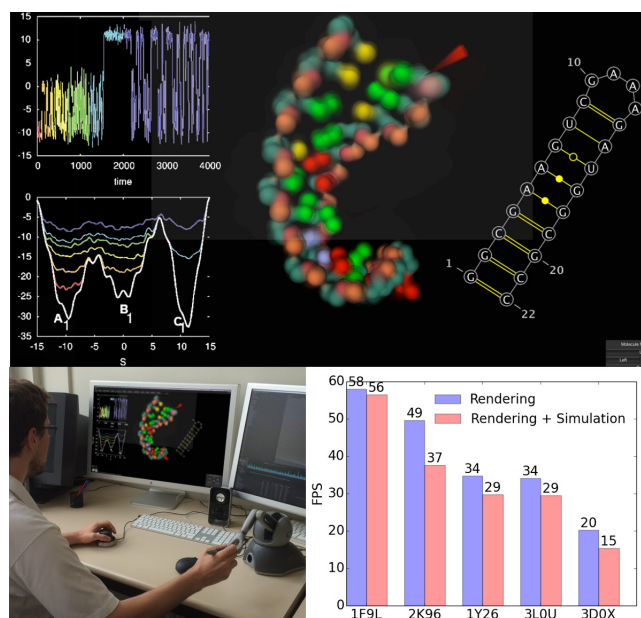 15
10
5
0
-5
-10
-15
0 1000 2000 3000 4000
time
0
-5
-10
-15
-20
-25
-30
-35
A
B
C
-15 -10 -5 0 5 10 15
S
10
1
20
22
G G C G A A G U C G A A A G A U G G C G C C
Left
60
50
40
30
20
10
0
FPS
Rendering
Rendering + Simulation
58 56
49 37
34 29
34 29
20 15
1F9L 2K96 1Y26 3L0U 3D0X